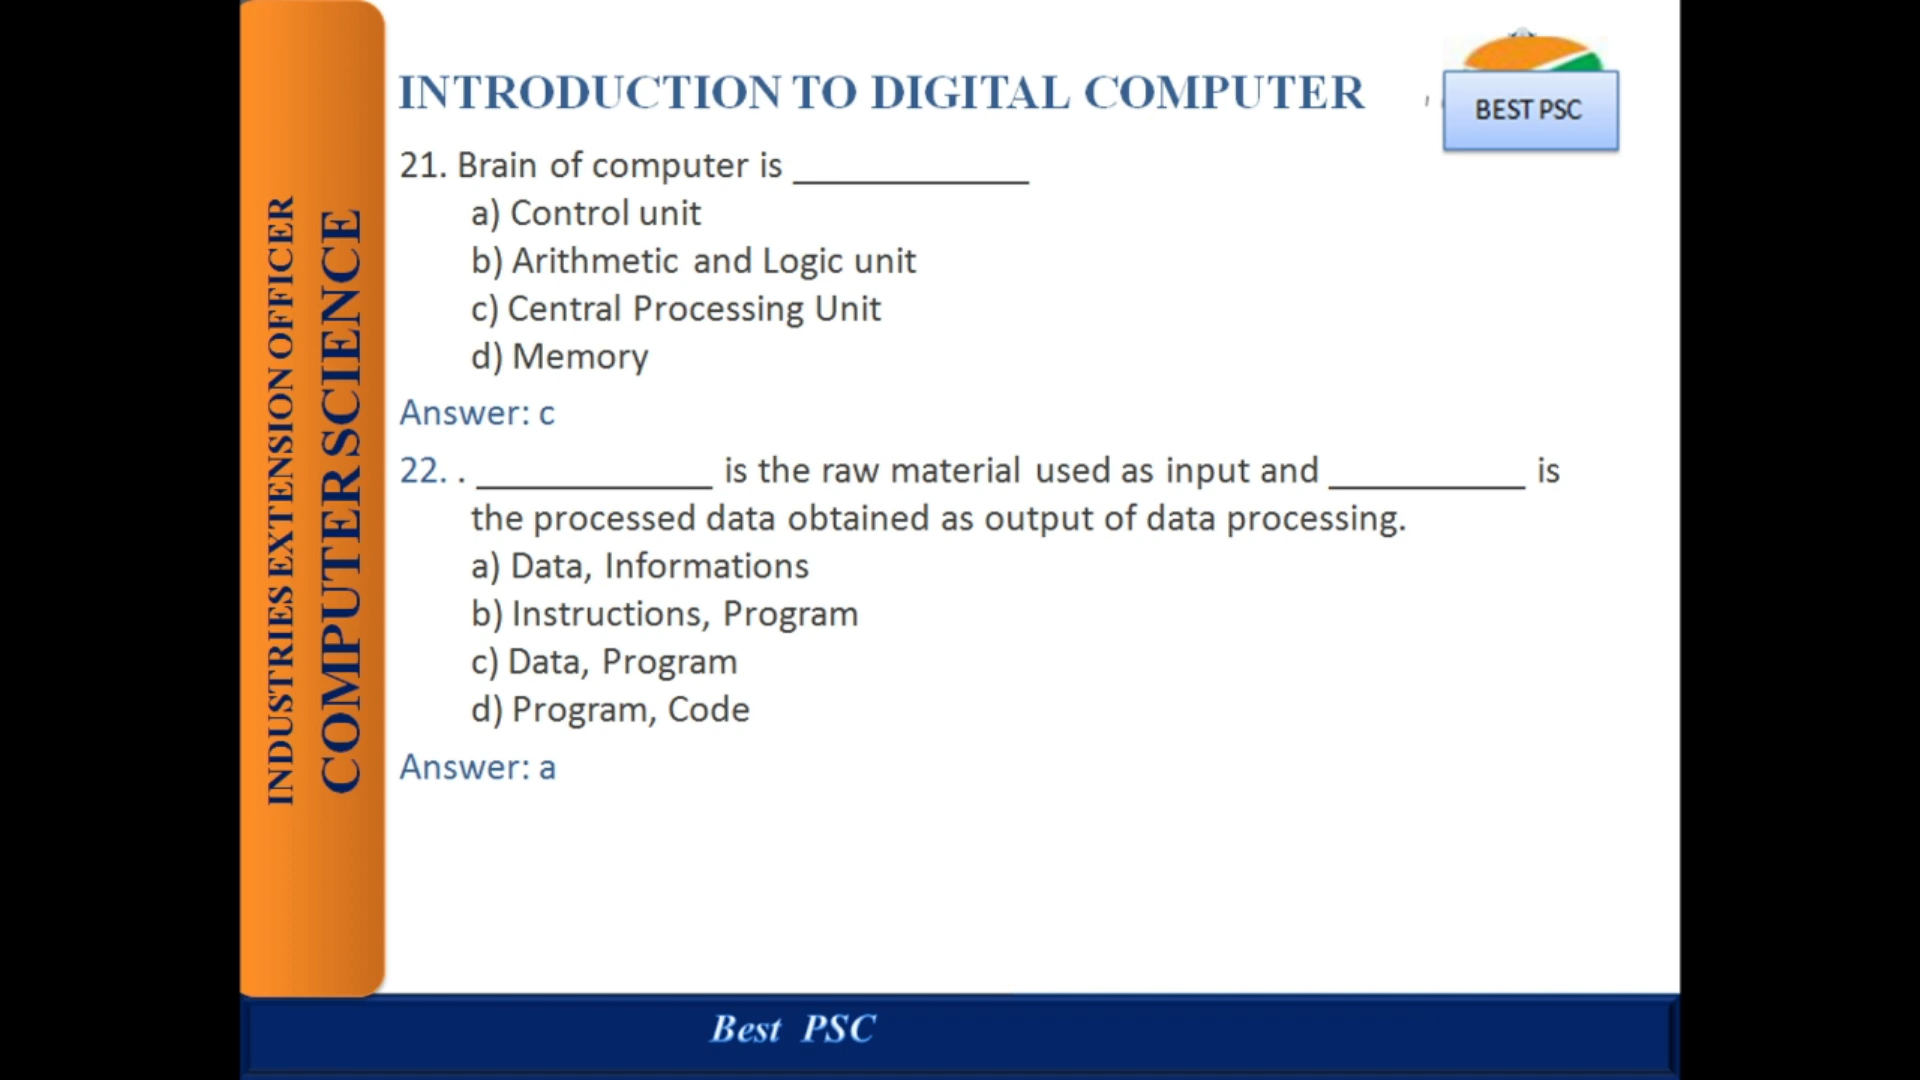 INDUSTRIES EXTENSION OFFICER
COMPUTER SCIENCE
INTRODUCTION TO DIGITAL COMPUTER
BEST PSC
21. Brain of computer is ____________
a) Control unit
b) Arithmetic and Logic unit
c) Central Processing Unit
d) Memory
Answer: c
22. . ____________ is the raw material used as input and __________ is
the processed data obtained as output of data processing.
a) Data, Informations
b) Instructions, Program
c) Data, Program
d) Program, Code
Answer: a
Best PSC